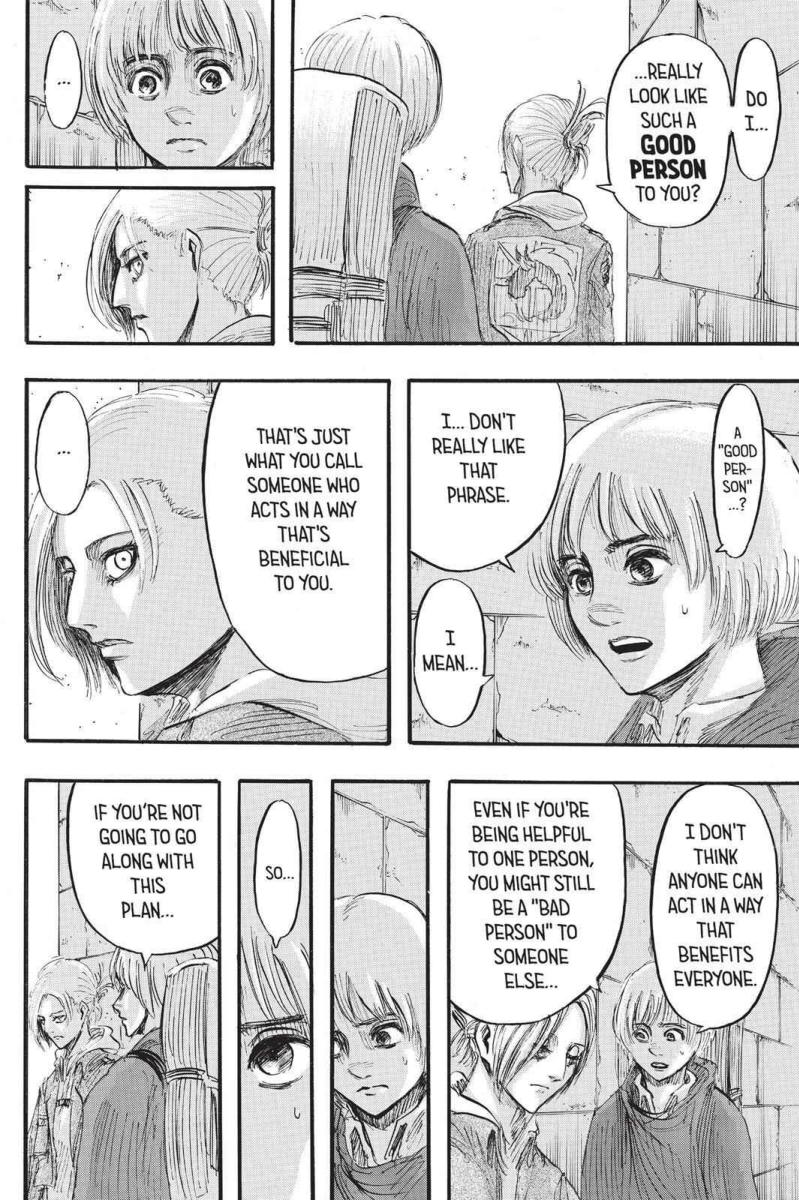 DO
I...
...REALLY
LOOK LIKE
SUCH A
GOOD
PERSON
TO YOU?
...
A
"GOOD
PER-
SON"
...?
I... DON'T
REALLY LIKE
THAT
PHRASE.
I
MEAN...
THAT'S JUST
WHAT YOU CALL
SOMEONE WHO
ACTS IN A WAY
THAT'S
BENEFICIAL
TO YOU.
...
I DON'T
THINK
ANYONE CAN
ACT IN A WAY
THAT
BENEFITS
EVERYONE.
EVEN IF YOU'RE
BEING HELPFUL
TO ONE PERSON,
YOU MIGHT STILL
BE A "BAD
PERSON" TO
SOMEONE
ELSE...
SO...
IF YOU'RE NOT
GOING TO GO
ALONG WITH
THIS
PLAN...